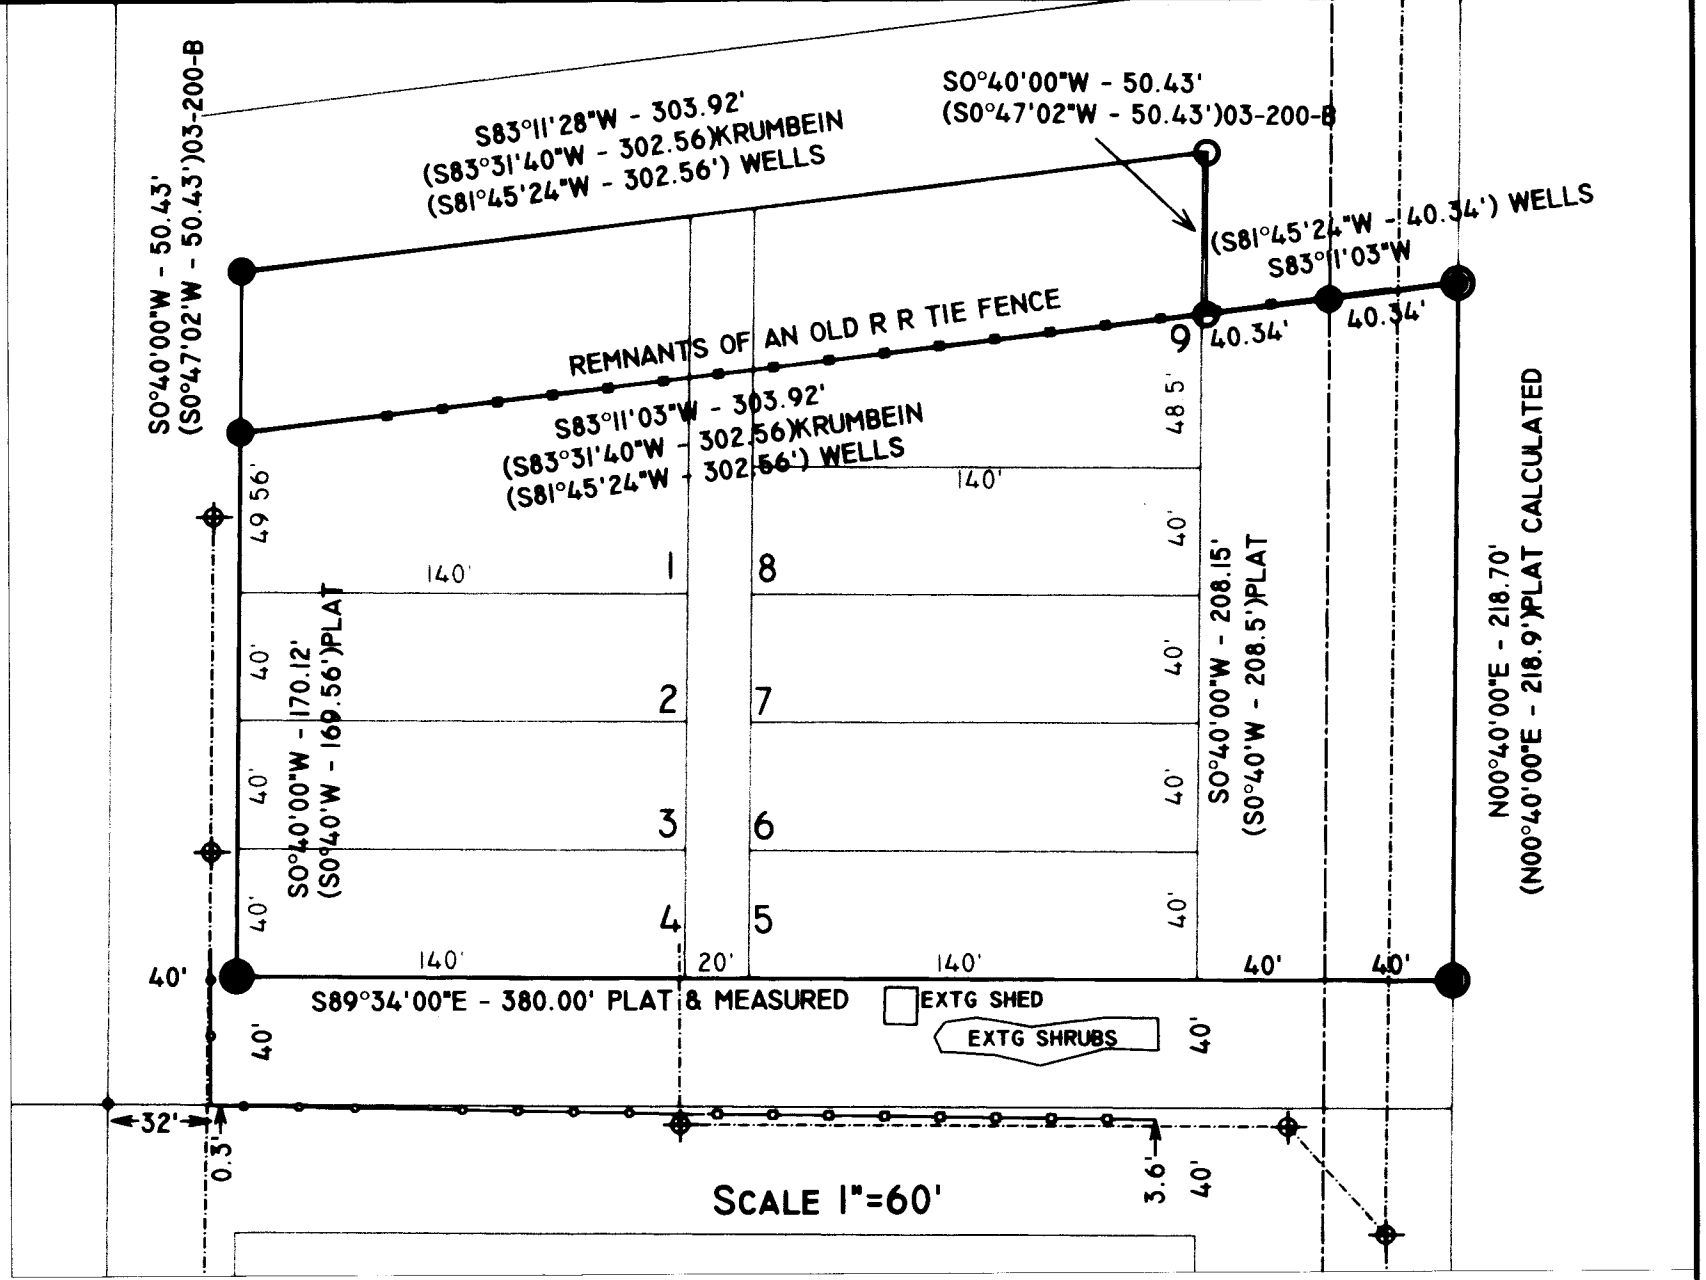 S0°40'00"W - 50.43'
(S0°47'02"W - 50.43')03-200-B
S83°11'28"W - 303.92'
(S83°31'40"W - 302.56)KRUMBEIN
(S81°45'24"W - 302.56') WELLS
S0°40'00"W - 50.43'
(S0°47'02"W - 50.43')03-200-B
(S81°45'24"W - 40.34') WELLS
S83°11'03"W
40.34'
40.34'
9
REMNANTS OF AN OLD R R TIE FENCE
S83°11'03"W - 303.92'
(S83°31'40"W - 302.56)KRUMBEIN
(S81°45'24"W - 302.56') WELLS
48.5'
49.56'
140'
140'
1
8
40'
40'
2
7
40'
40'
3
6
40'
40'
4
5
40'
S0°40'00"W - 170.12'
(S0°40'W - 169.56')PLAT
S0°40'00"W - 208.15'
(S0°40'W - 208.5')PLAT
N00°40'00"E - 218.70'
(N00°40'00"E - 218.9')PLAT CALCULATED
40'
140'
20'
140'
40'
40'
S89°34'00"E - 380.00' PLAT & MEASURED
EXTG SHED
EXTG SHRUBS
40'
40'
32'
0.3'
3.6'
40'
SCALE 1"=60'